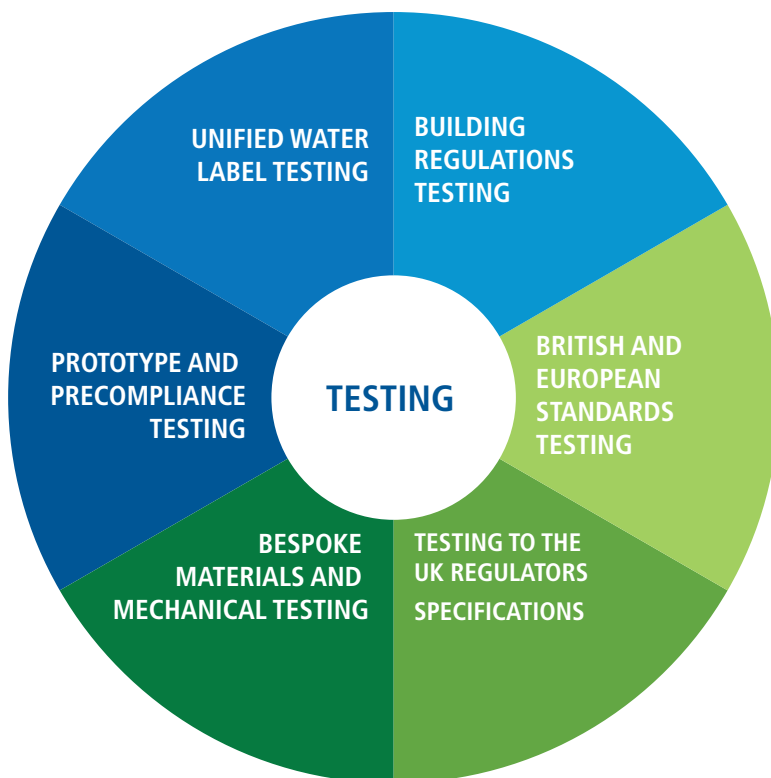 UNIFIED WATER
LABEL TESTING
BUILDING
REGULATIONS
TESTING
PROTOTYPE AND
PRECOMPLIANCE
TESTING
TESTING
BRITISH AND
EUROPEAN
STANDARDS
TESTING
BESPOKE
MATERIALS AND
MECHANICAL TESTING
TESTING TO THE
UK REGULATORS
SPECIFICATIONS